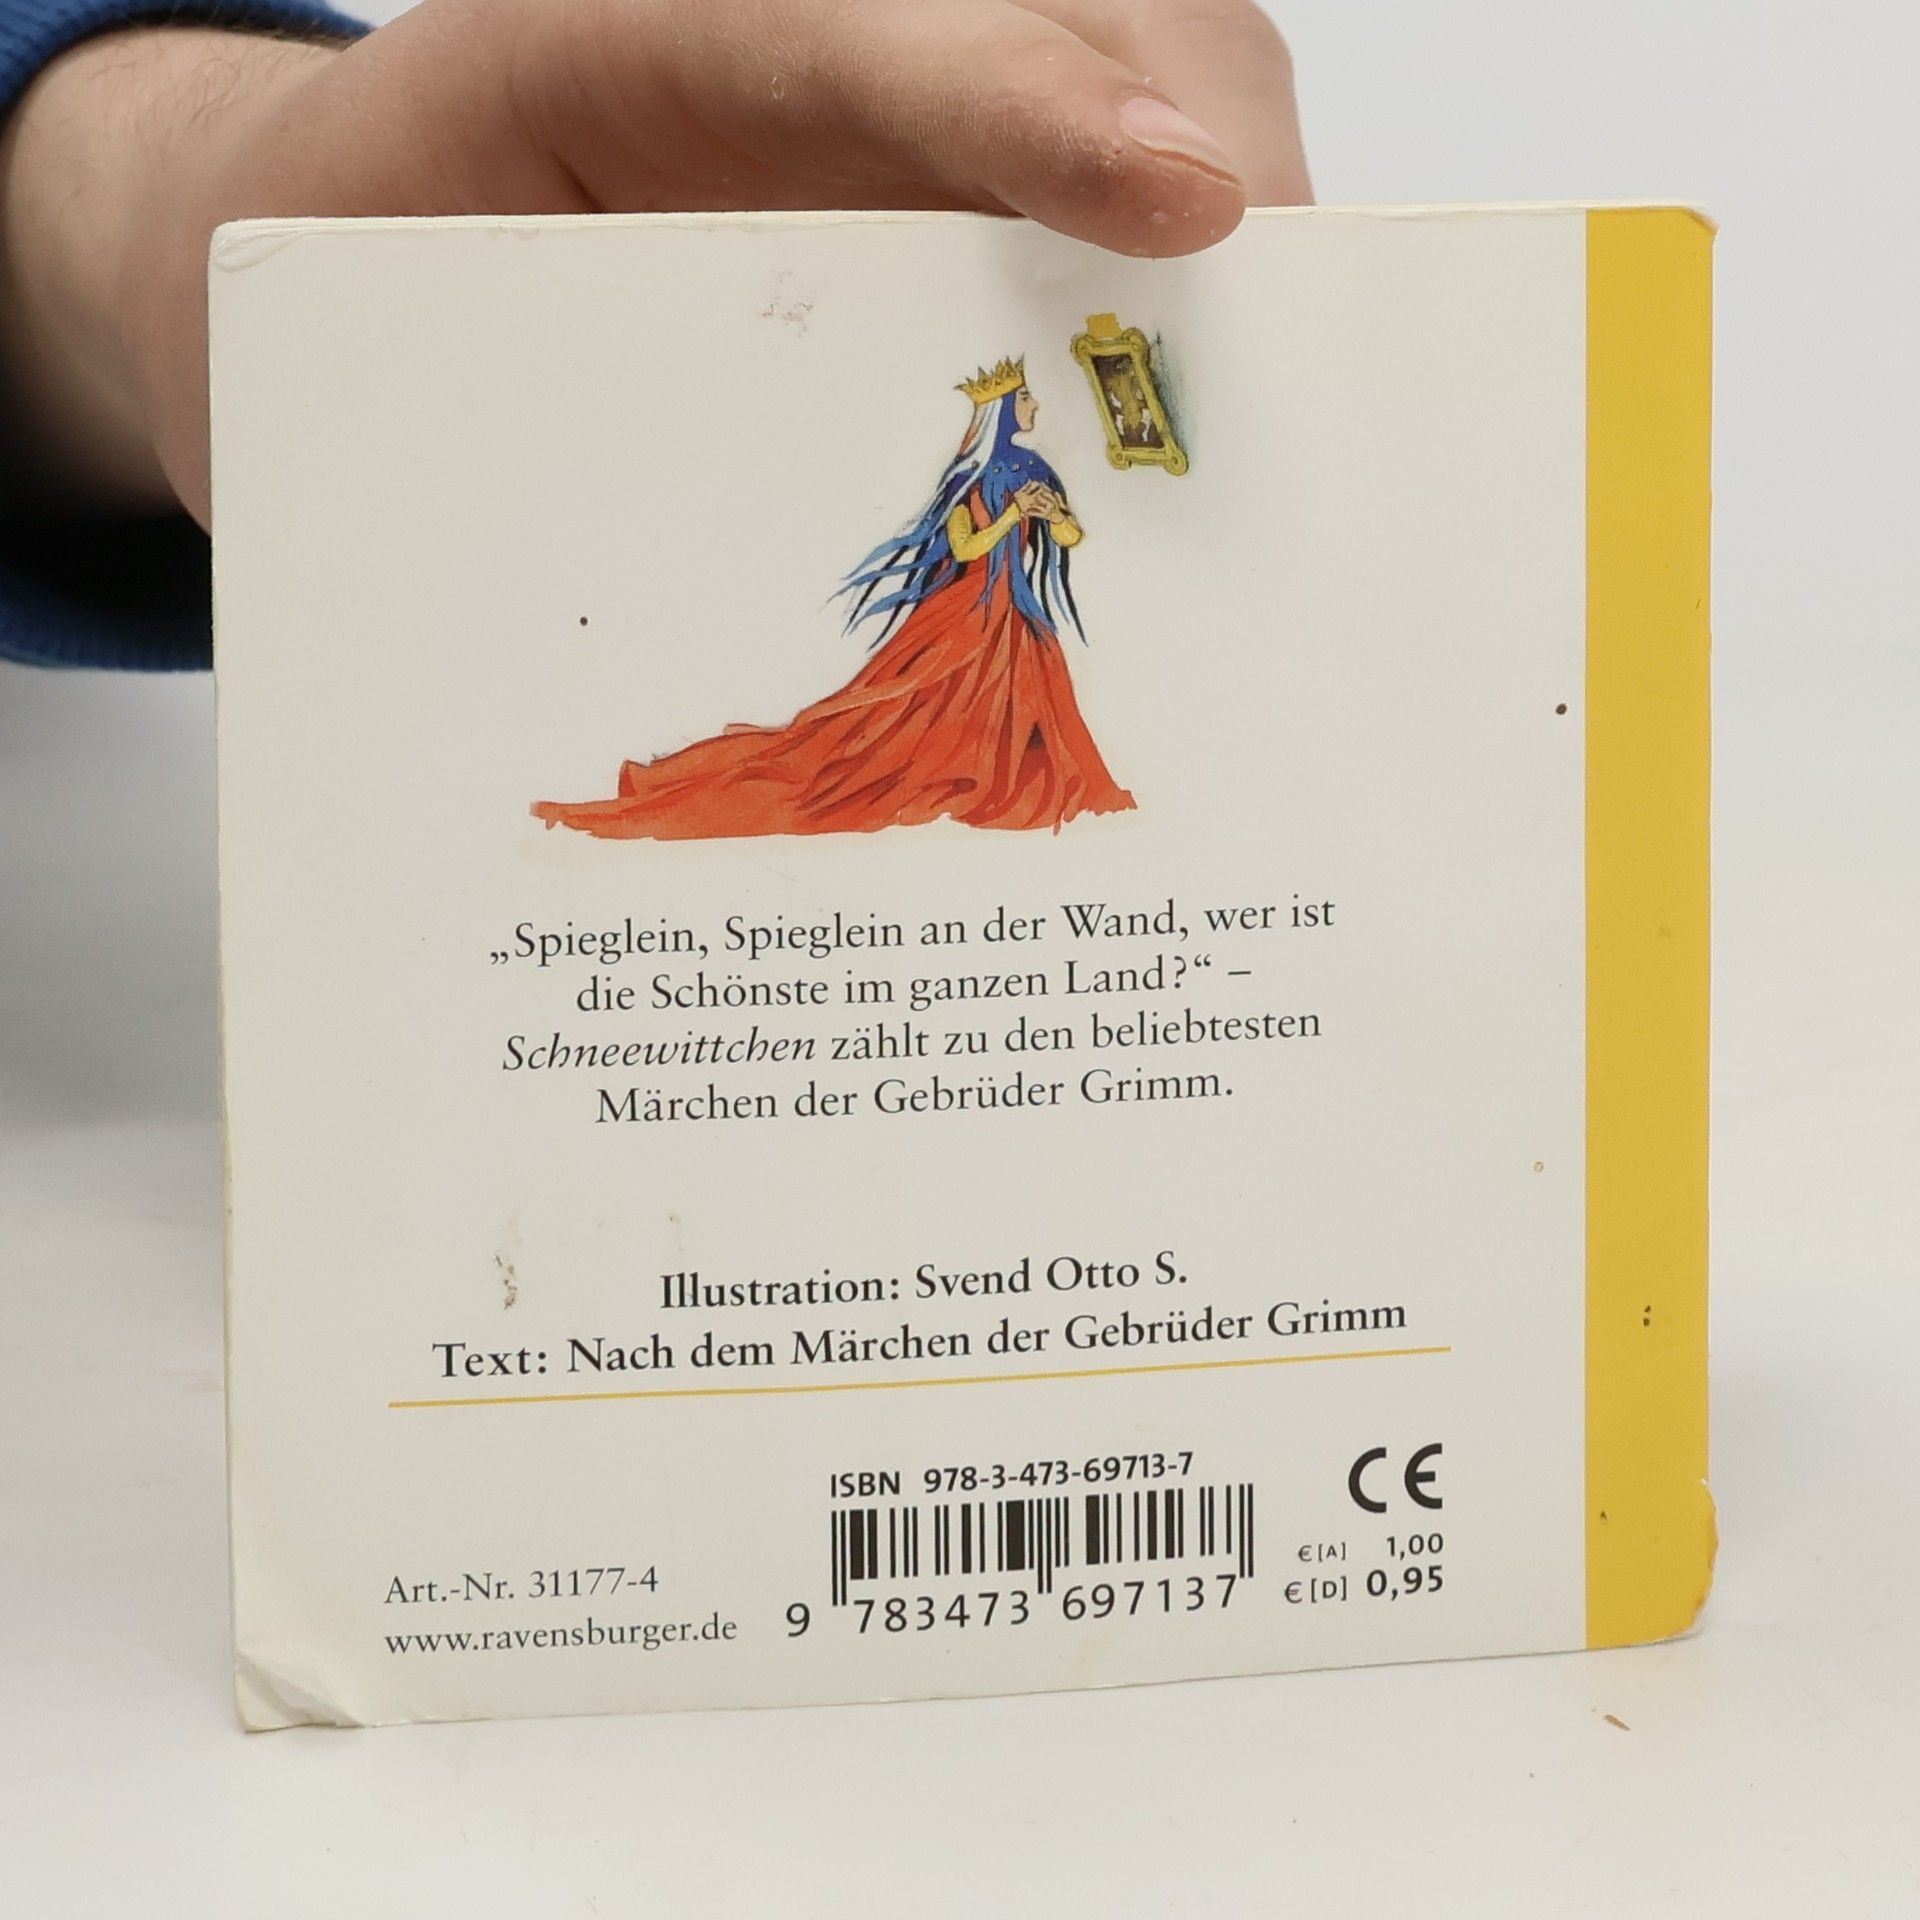 „Spieglein, Spieglein an der Wand, wer ist
die Schönste im ganzen Land?“ –
Schneewittchen zählt zu den beliebtesten
Märchen der Gebrüder Grimm.
Illustration: Svend Otto S.
Text: Nach dem Märchen der Gebrüder Grimm
ISBN 978-3-473-69713-7
CE
€ [A] 1,00
€ [D] 0,95
Art.-Nr. 31177-4
www.ravensburger.de
9 783473 697137